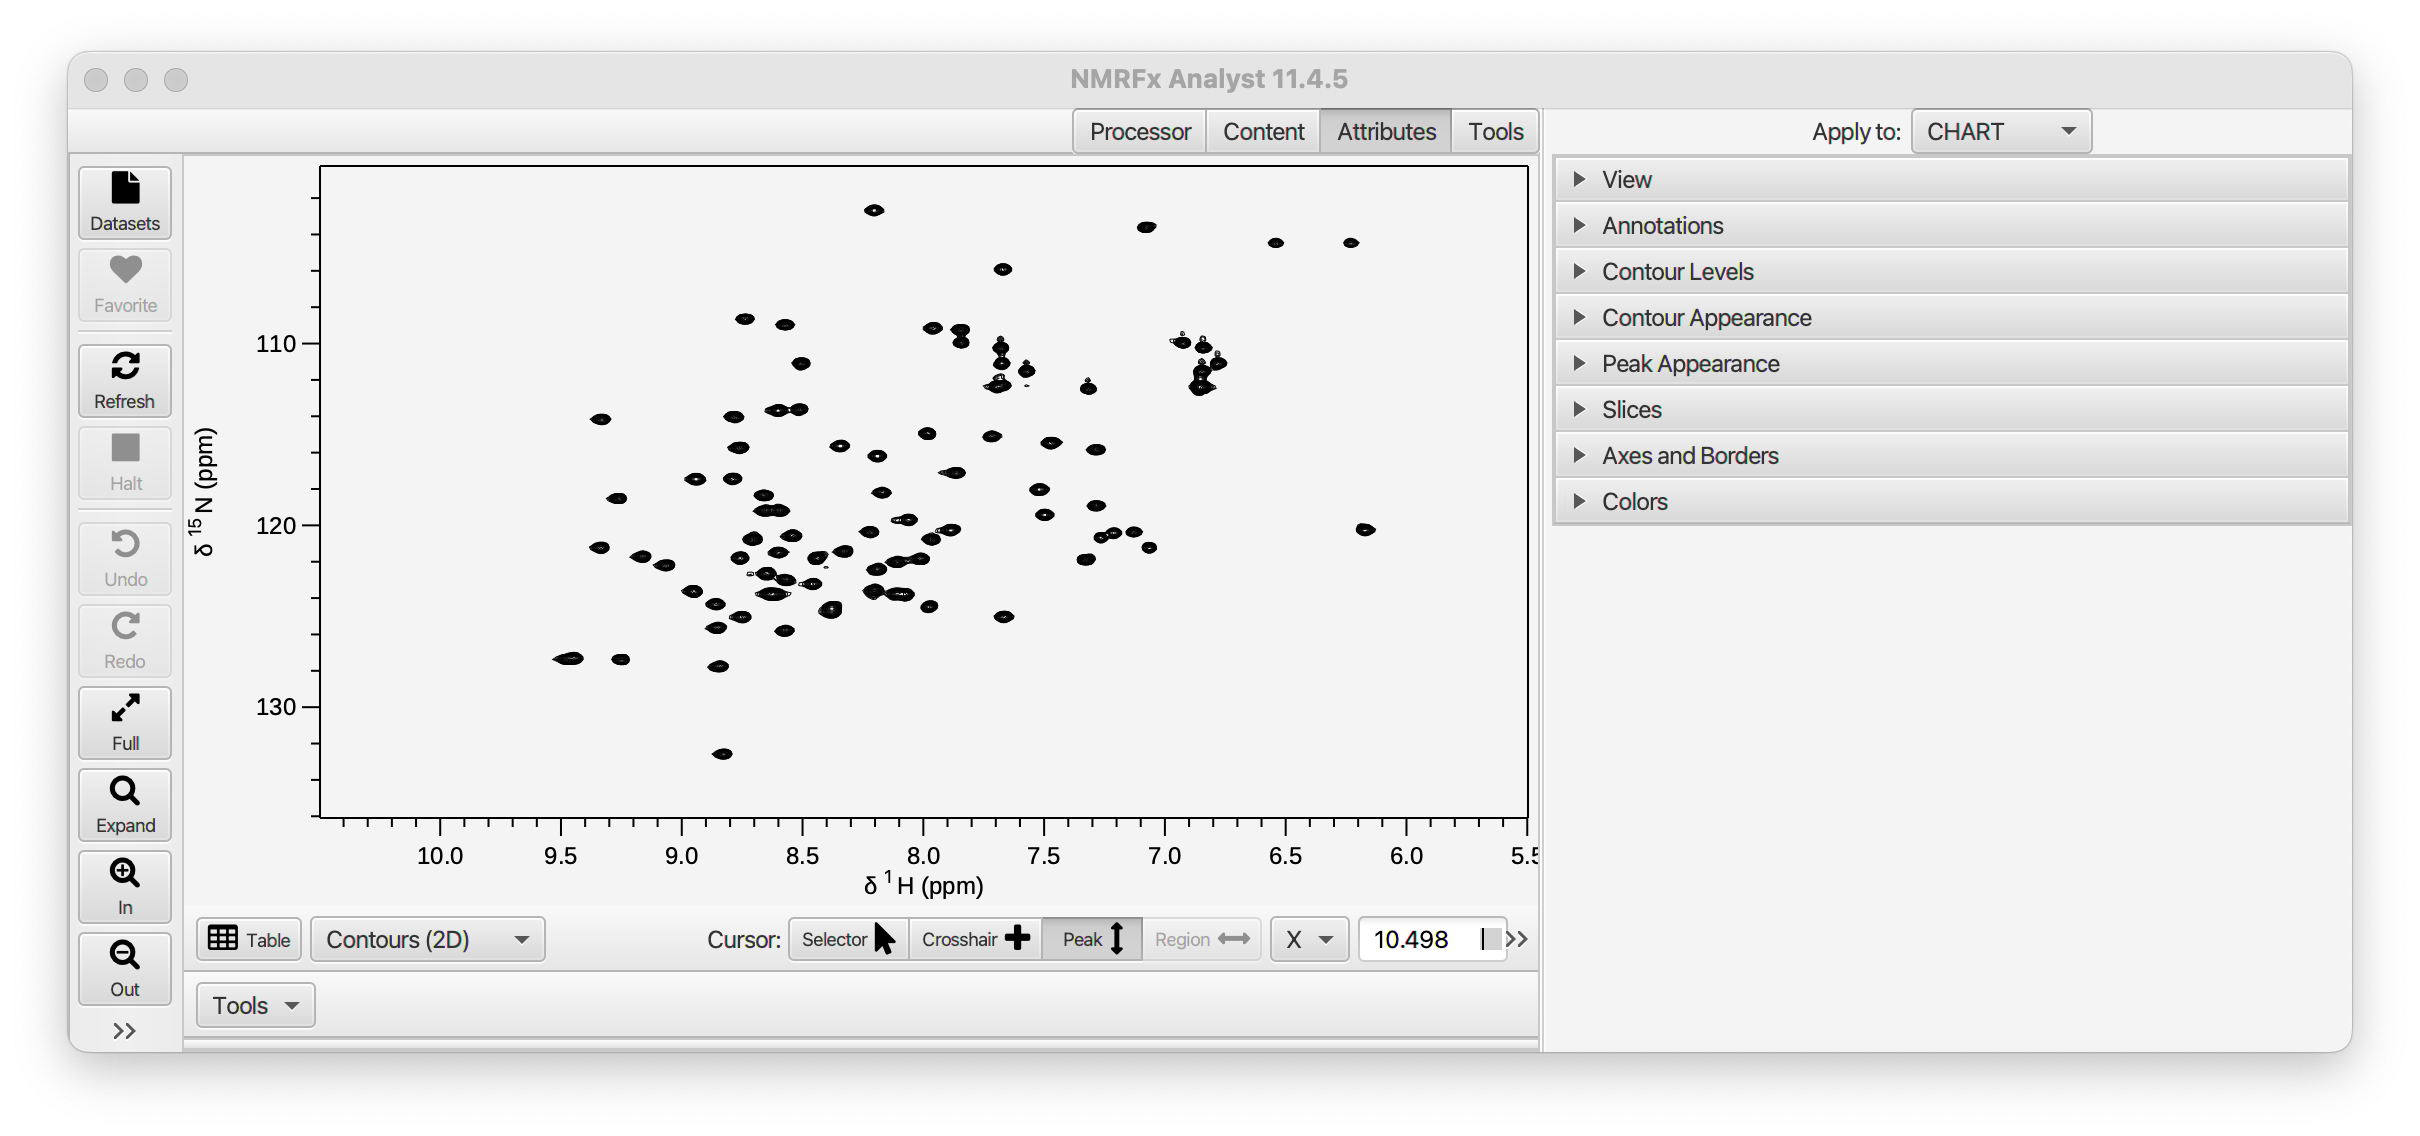 NMRFx Analyst 11.4.5
Processor Content Attributes Tools
Apply to: CHART
Datasets
Favorite
Refresh
Halt
Undo
Redo
Full
Expand
In
Out
110
120
130
δ 15 N (ppm)
10.0 9.5 9.0 8.5 8.0 7.5 7.0 6.5 6.0 5.5
δ 1 H (ppm)
View
Annotations
Contour Levels
Contour Appearance
Peak Appearance
Slices
Axes and Borders
Colors
Table Contours (2D) Cursor: Selector Crosshair Peak Region X 10.498
Tools